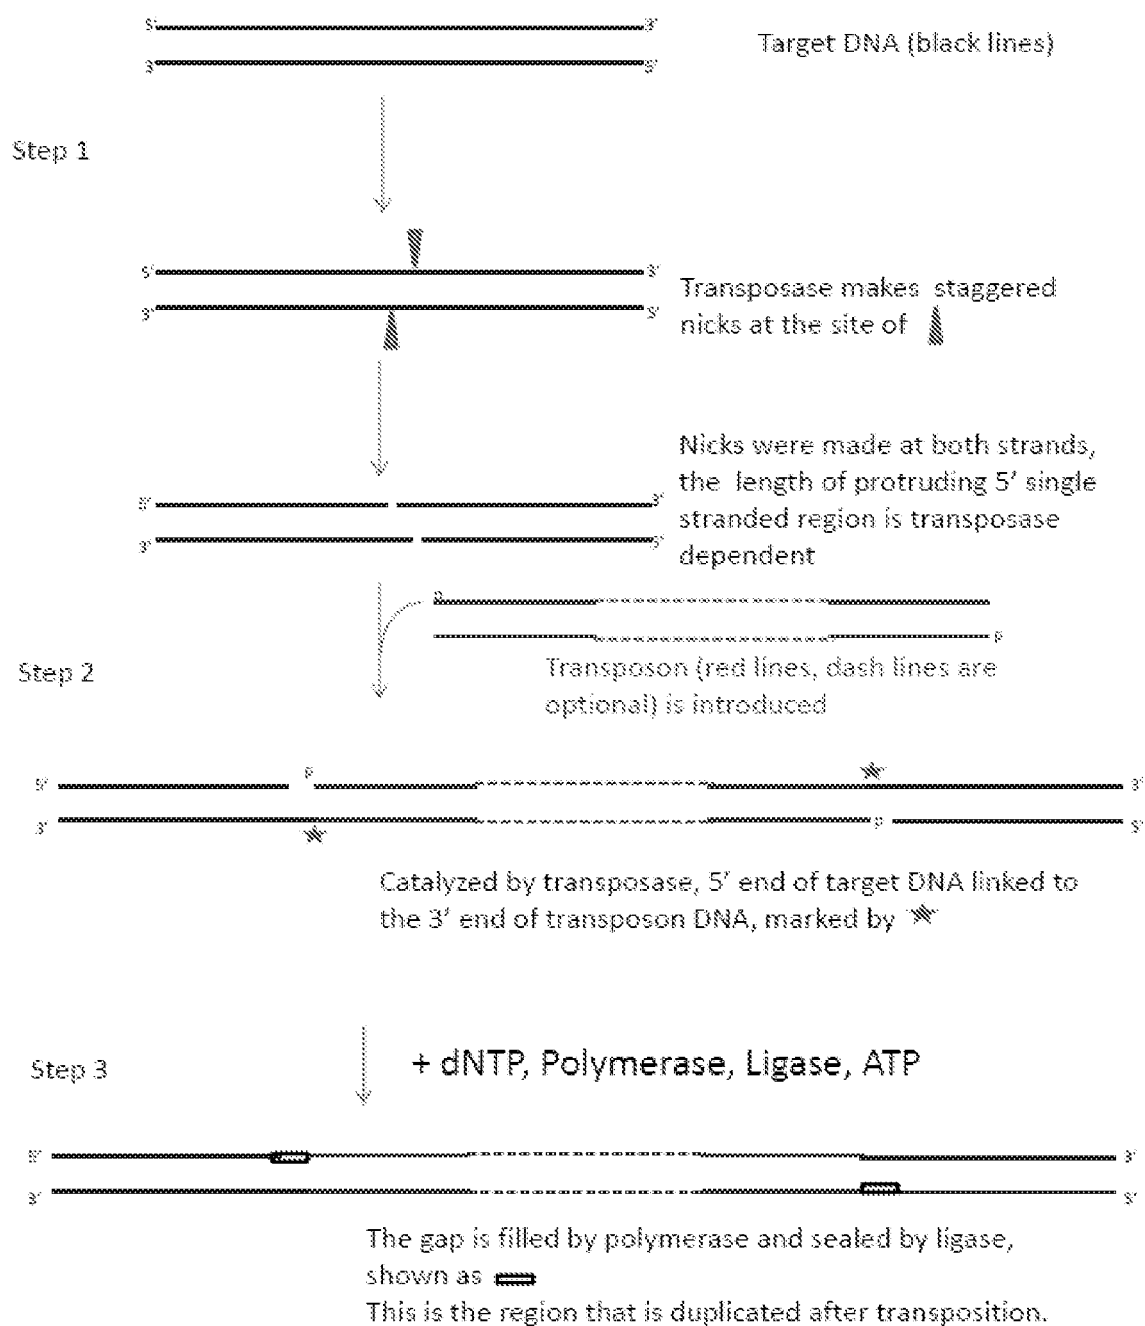 5' 3'
Target DNA (black lines)
3' 5'
Step 1
5' 3'
3' 5'
Transposase makes staggered
nicks at the site of
Nicks were made at both strands,
the length of protruding 5' single
stranded region is transposase
dependent
5' 3'
3' 5'
p
p
Step 2
Transposon (red lines, dash lines are
optional) is introduced
p
5' 3'
3' p 5'
Catalyzed by transposase, 5' end of target DNA linked to
the 3' end of transposon DNA, marked by
Step 3
+ dNTP, Polymerase, Ligase, ATP
5' 3'
3' 5'
The gap is filled by polymerase and sealed by ligase,
shown as
This is the region that is duplicated after transposition.